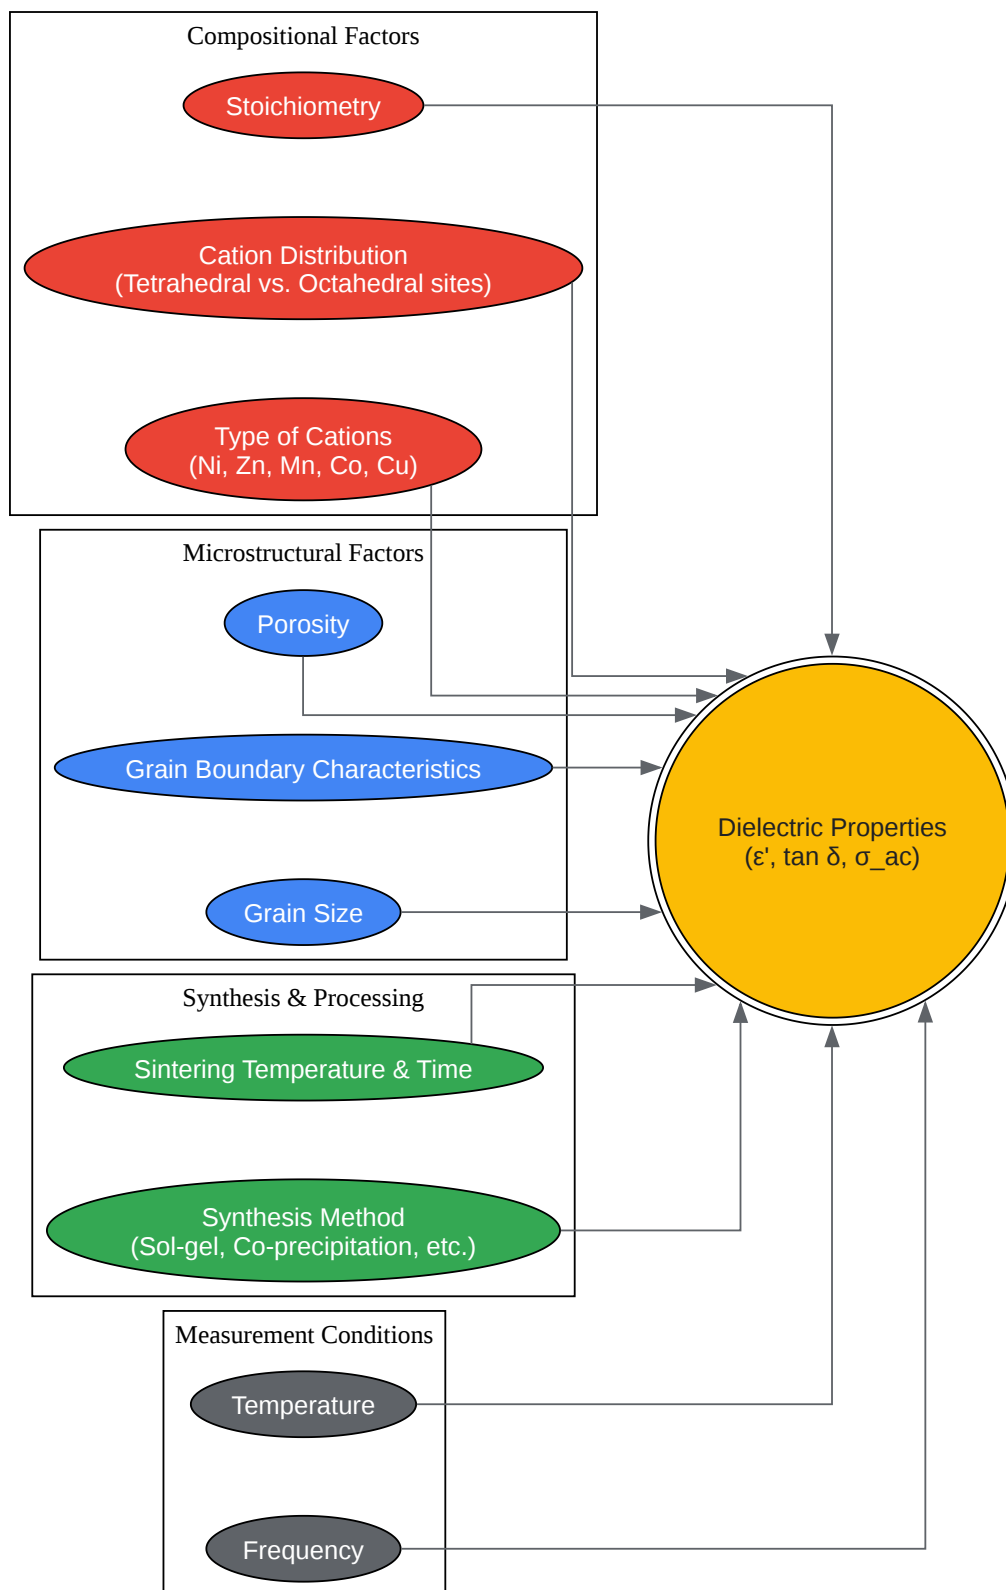 Compositional Factors
Stoichiometry
Cation Distribution
(Tetrahedral vs. Octahedral sites)
Type of Cations
(Ni, Zn, Mn, Co, Cu)
Microstructural Factors
Porosity
Grain Boundary Characteristics
Grain Size
Dielectric Properties
(ε', tan δ, σ_ac)
Synthesis & Processing
Sintering Temperature & Time
Synthesis Method
(Sol-gel, Co-precipitation, etc.)
Measurement Conditions
Temperature
Frequency